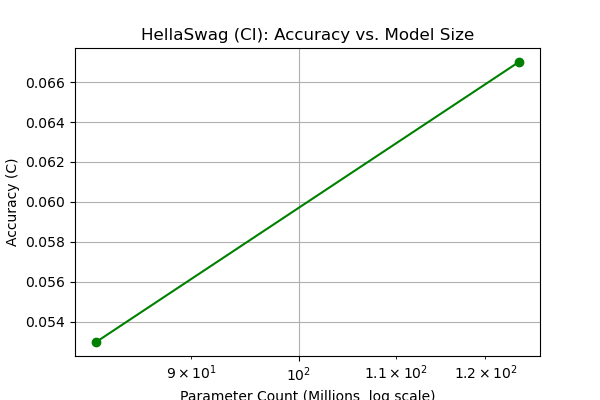 HellaSwag (CI): Accuracy vs. Model Size
Accuracy (C)
0.066
0.064
0.062
0.060
0.058
0.056
0.054
9 × 10¹ 10² 1.1 × 10² 1.2 × 10²
Parameter Count (Millions, log scale)